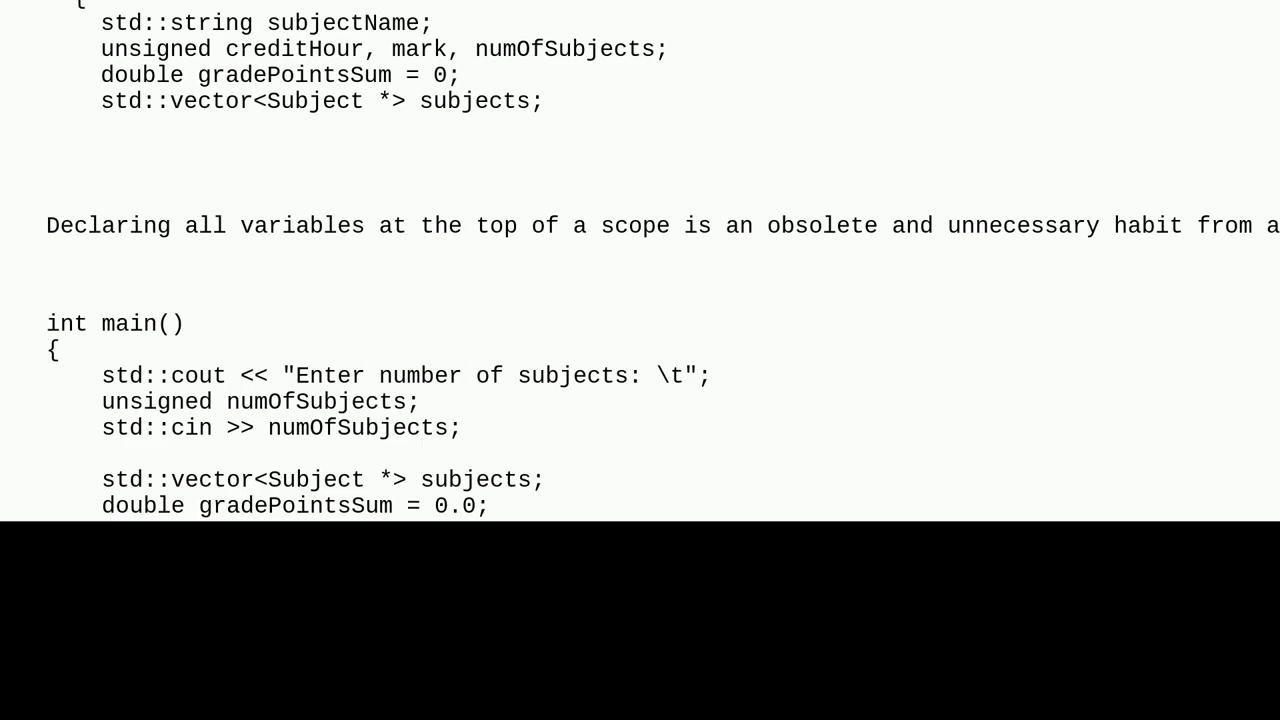 {
std::string subjectName;
unsigned creditHour, mark, numOfSubjects;
double gradePointsSum = 0;
std::vector<Subject *> subjects;
Declaring all variables at the top of a scope is an obsolete and unnecessary habit from a
int main()
{
std::cout << "Enter number of subjects: \t";
unsigned numOfSubjects;
std::cin >> numOfSubjects;
std::vector<Subject *> subjects;
double gradePointsSum = 0.0;